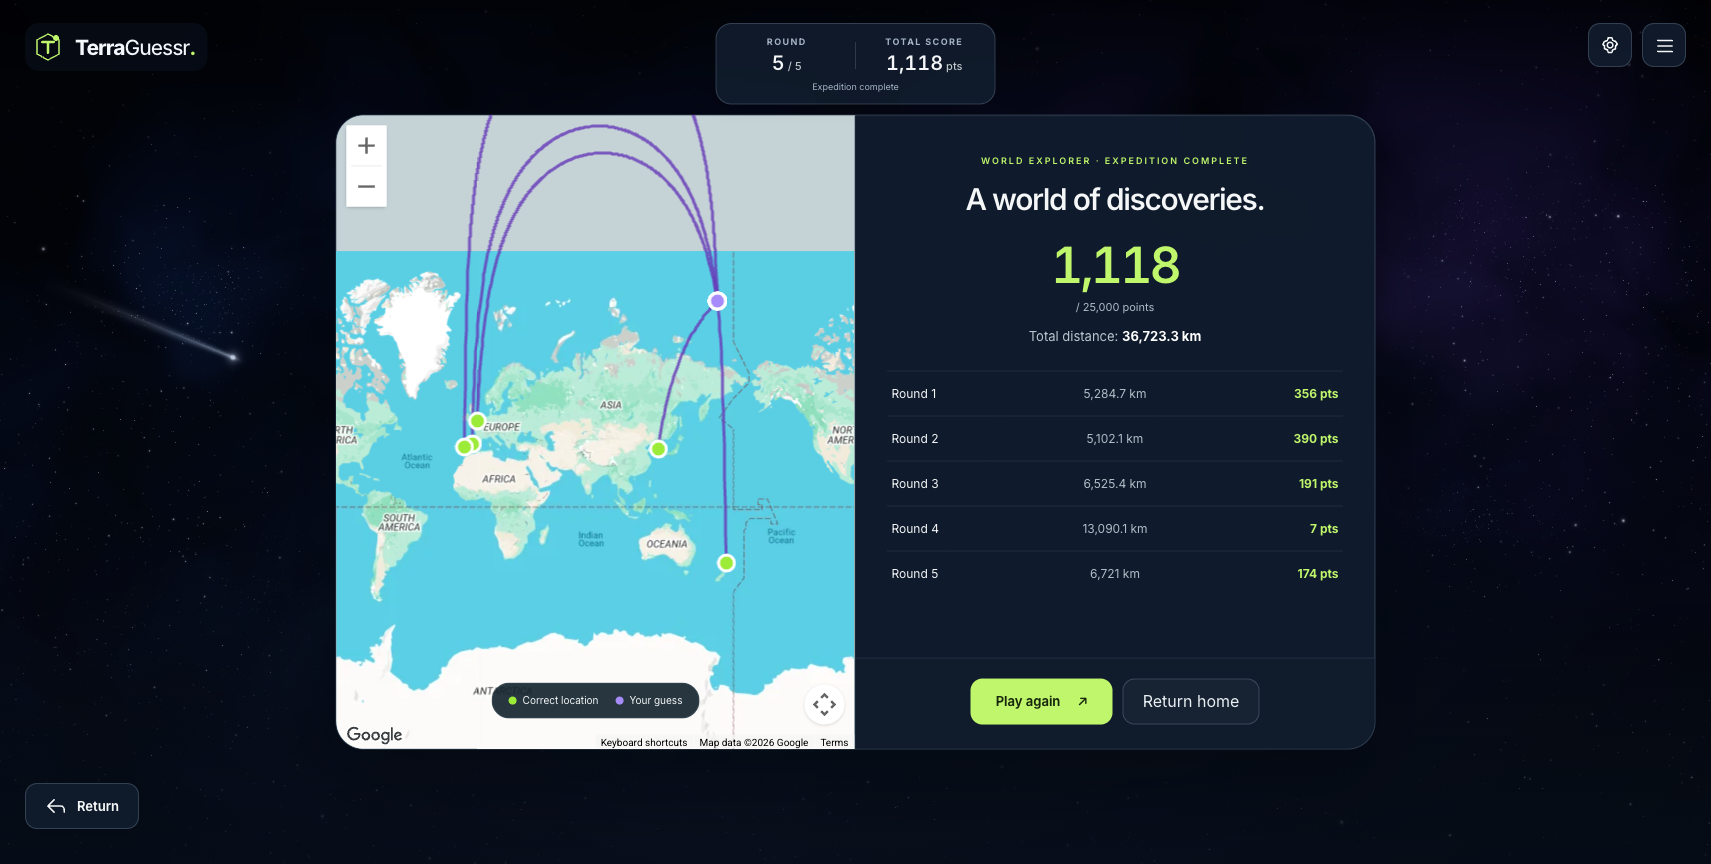 TerraGuessr.
ROUND
5 / 5
TOTAL SCORE
1,118 pts
Expedition complete
WORLD EXPLORER · EXPEDITION COMPLETE
A world of discoveries.
1,118
/ 25,000 points
Total distance: 36,723.3 km
Round 1 5,284.7 km 356 pts
Round 2 5,102.1 km 390 pts
Round 3 6,525.4 km 191 pts
Round 4 13,090.1 km 7 pts
Round 5 6,721 km 174 pts
Play again
Return home
ASIA
EUROPE
RTH
RICA
NOR
AMER
Atlantic
Ocean
AFRICA
SOUTH
AMERICA
Indian
Ocean
OCEANIA
Pacific
Ocean
ANT
Correct location
Your guess
Google
Keyboard shortcuts
Map data ©2026 Google
Terms
Return